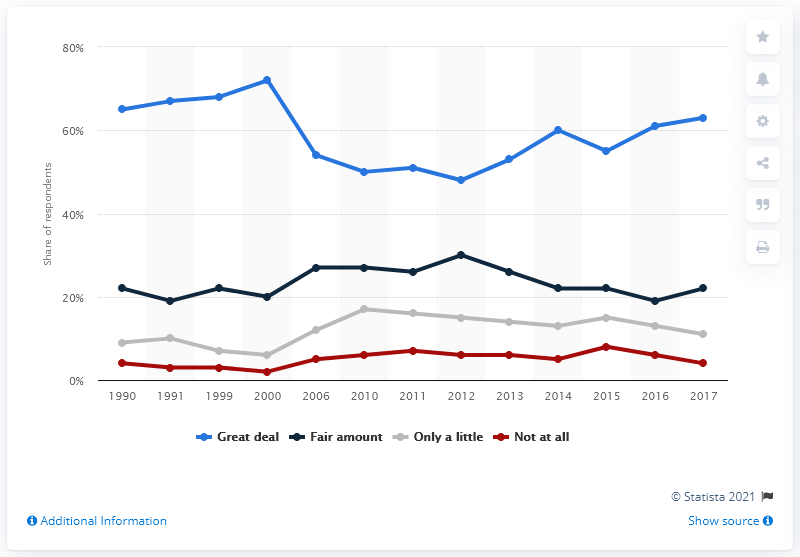 80%
60%
40%
20%
0%
Share of respondents
1990 1991 1999 2000 2006 2010 2011 2012 2013 2014 2015 2016 2017
Great deal Fair amount Only a little Not at all
© Statista 2021
Additional Information Show source